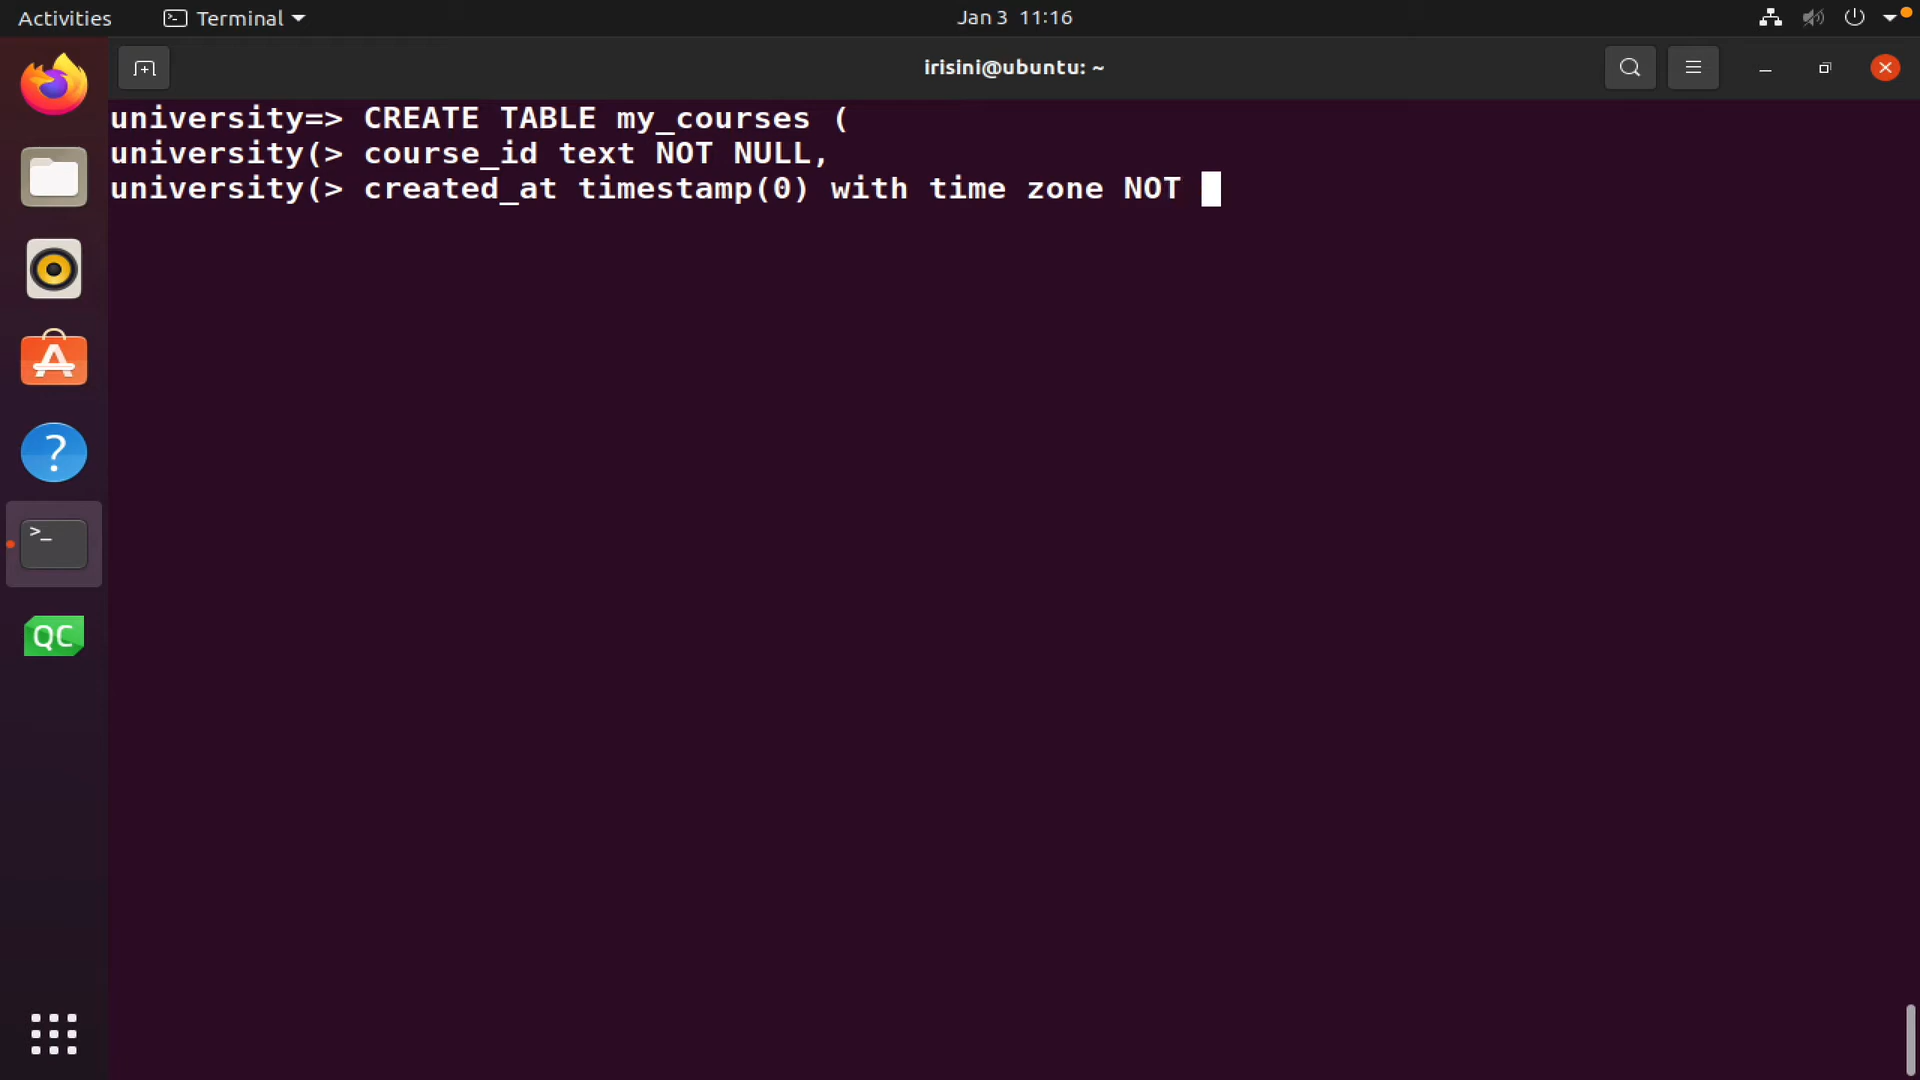 Activities
Terminal
Jan 3 11:16
irisini@ubuntu: ~
university=> CREATE TABLE my_courses (
university(> course_id text NOT NULL,
university(> created_at timestamp(0) with time zone NOT
>_
QC